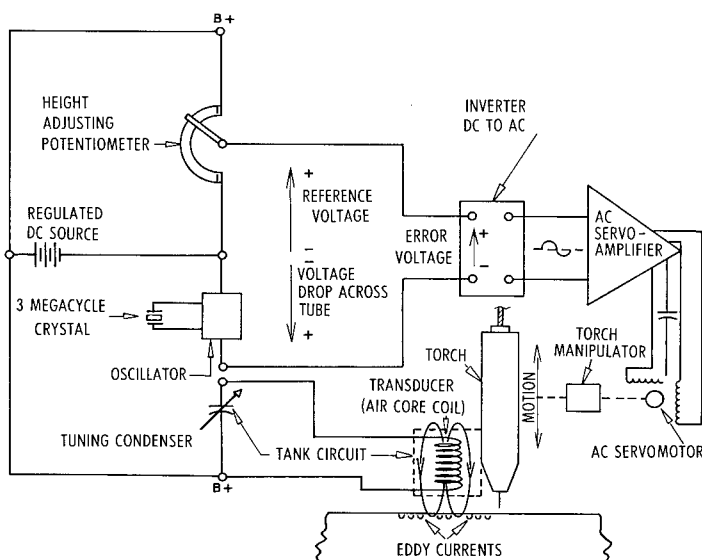 B+
HEIGHT
ADJUSTING
POTENTIOMETER
INVERTER
DC TO AC
+
REFERENCE
VOLTAGE
–
–
VOLTAGE
DROP ACROSS
TUBE
+
REGULATED
DC SOURCE
ERROR
VOLTAGE
+
–
AC
SERVO-
AMPLIFIER
3 MEGACYCLE
CRYSTAL
OSCILLATOR
TORCH
TORCH
MANIPULATOR
MOTION
TRANSDUCER
(AIR CORE COIL)
TUNING CONDENSER
TANK CIRCUIT
AC SERVOMOTOR
B+
EDDY CURRENTS